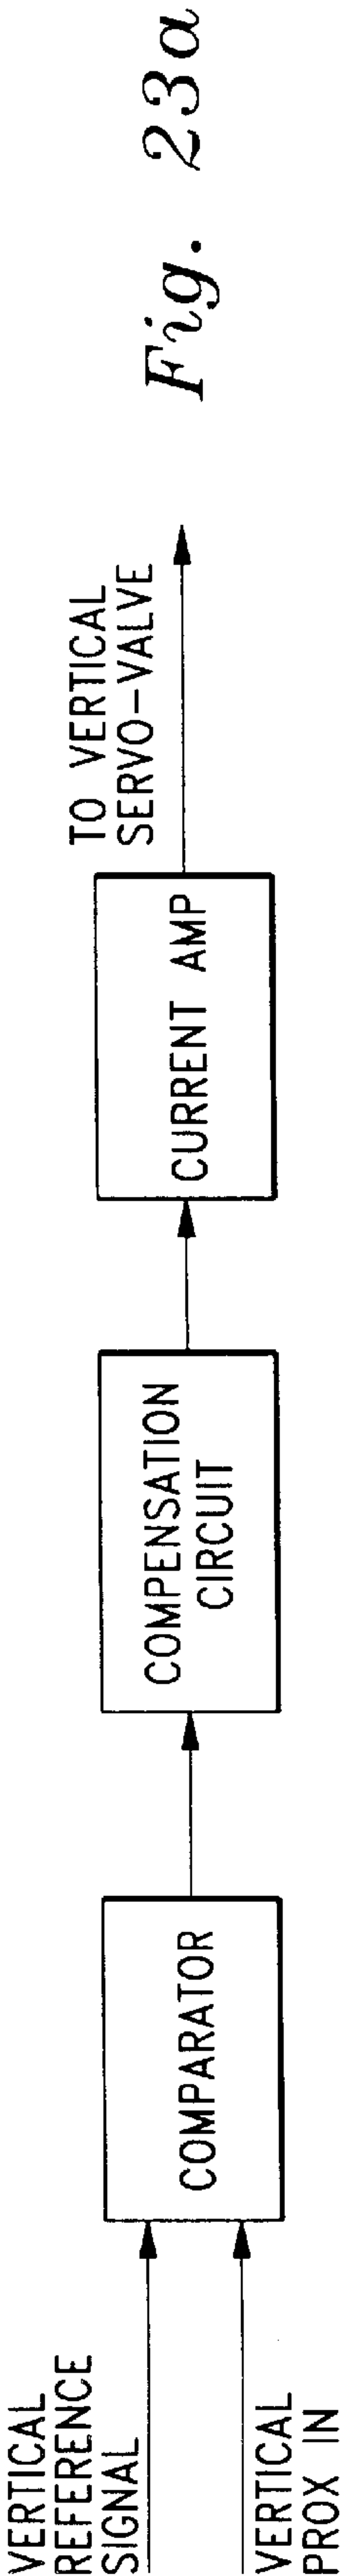 VERTICAL
REFERENCE
SIGNAL
VERTICAL
PROX IN
COMPARATOR
COMPENSATION
CIRCUIT
CURRENT AMP
TO VERTICAL
SERVO-VALVE
Fig. 23a